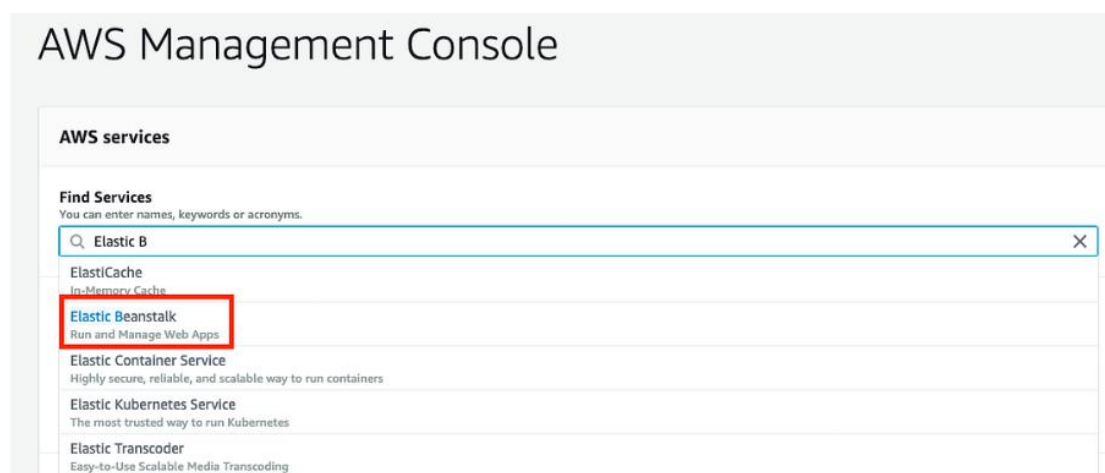 AWS Management Console
AWS services
Find Services
You can enter names, keywords or acronyms.
Elastic B
ElastiCache
In-Memory Cache
Elastic Beanstalk
Run and Manage Web Apps
Elastic Container Service
Highly secure, reliable, and scalable way to run containers
Elastic Kubernetes Service
The most trusted way to run Kubernetes
Elastic Transcoder
Easy-to-Use Scalable Media Transcoding